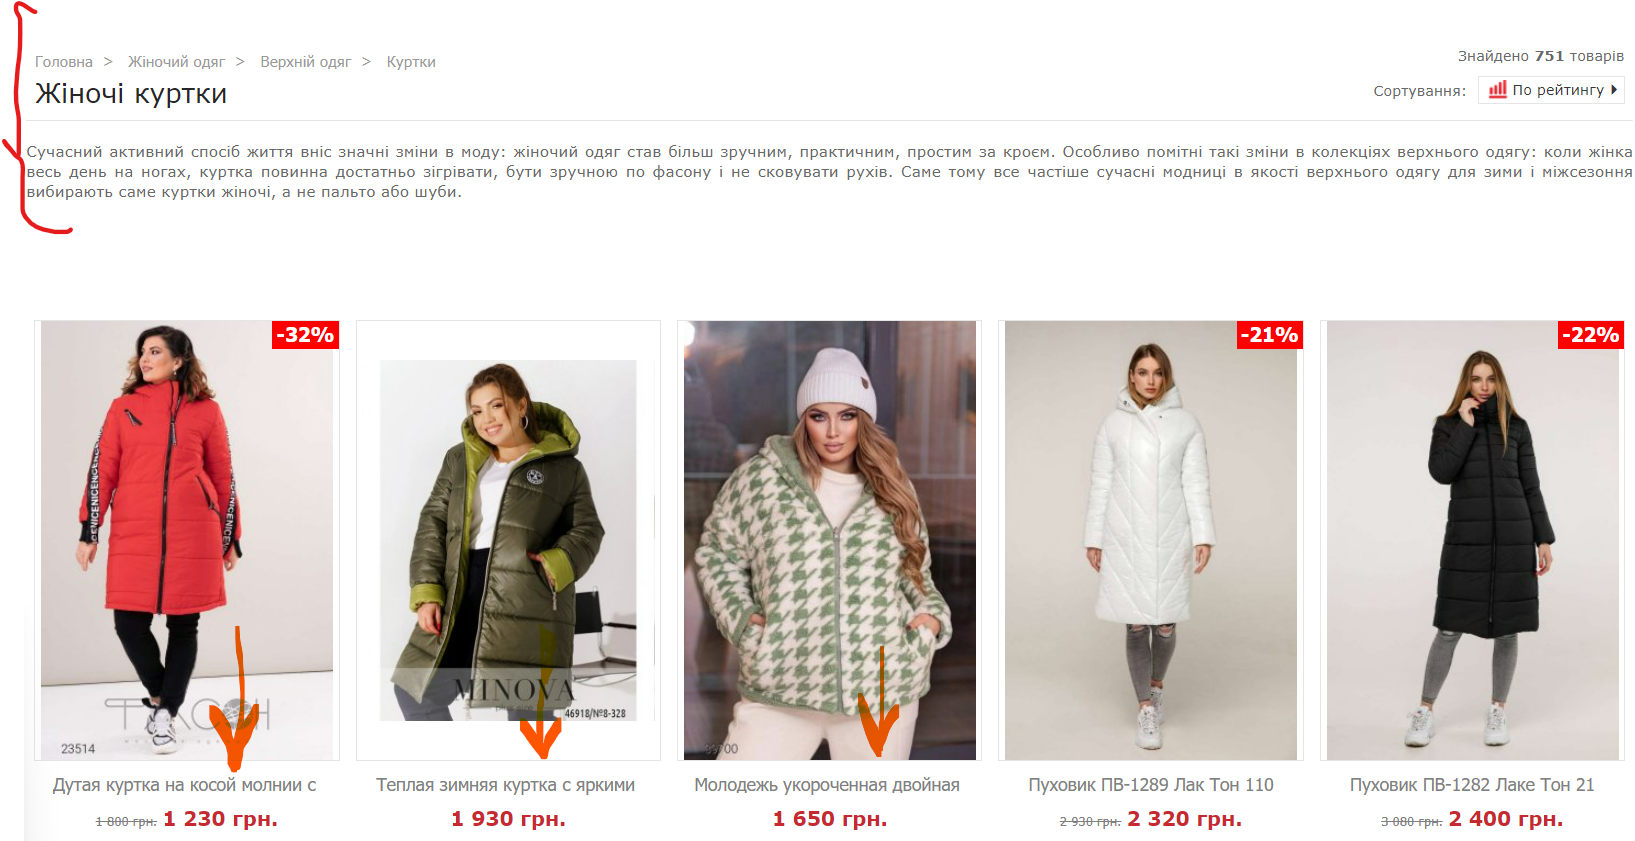 Головна > Жіночий одяг > Верхній одяг > Куртки
Знайдено 751 товарів
Жіночі куртки
Сортування: По рейтингу
Сучасний активний спосіб життя вніс значні зміни в моду: жіночий одяг став більш зручним, практичним, простим за кроєм. Особливо помітні такі зміни в колекціях верхнього одягу: коли жінка
весь день на ногах, куртка повинна достатньо зігрівати, бути зручною по фасону і не сковувати рухів. Саме тому все частіше сучасні модниці в якості верхнього одягу для зими і міжсезоння
вибирають саме куртки жіночі, а не пальто або шуби.
-32%
-21%
-22%
MINOVA
46918/№8-328
23514
Дутая куртка на косой молнии с
1 800 грн. 1 230 грн.
Теплая зимняя куртка с яркими
1 930 грн.
Молодежь укороченная двойная
1 650 грн.
Пуховик ПВ-1289 Лак Тон 110
2 930 грн. 2 320 грн.
Пуховик ПВ-1282 Лаке Тон 21
3 080 грн. 2 400 грн.